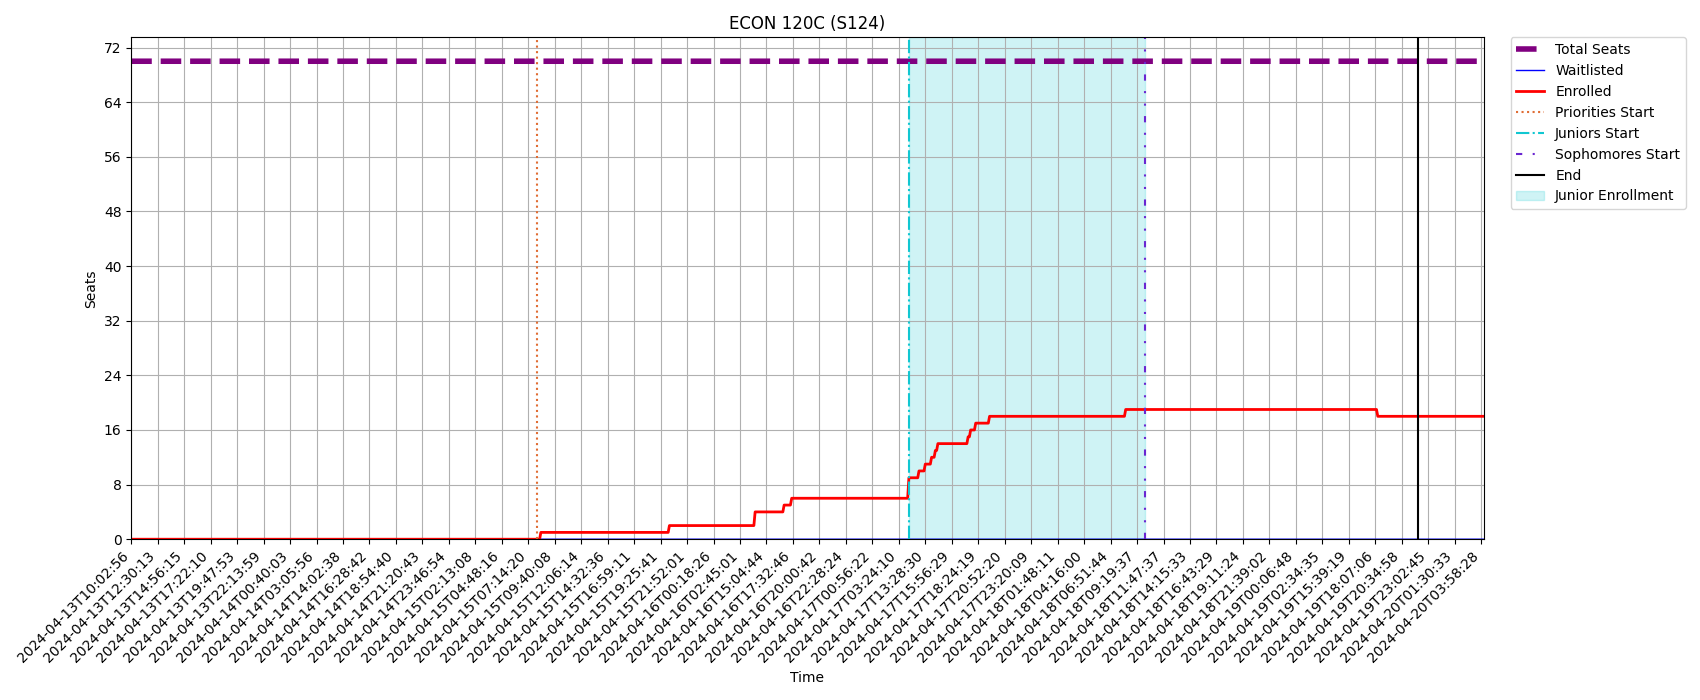 ECON 120C (S124)
Seats
72
64
56
48
40
32
24
16
8
0
2024-04-13T10:02:56
2024-04-13T12:30:13
2024-04-13T14:56:15
2024-04-13T17:22:10
2024-04-13T19:47:53
2024-04-13T22:13:59
2024-04-14T00:40:03
2024-04-14T03:05:56
2024-04-14T14:02:38
2024-04-14T16:28:42
2024-04-14T18:54:40
2024-04-14T21:20:43
2024-04-14T23:46:54
2024-04-15T02:13:08
2024-04-15T04:48:16
2024-04-15T07:14:20
2024-04-15T09:40:08
2024-04-15T12:06:14
2024-04-15T14:32:36
2024-04-15T16:59:11
2024-04-15T19:25:41
2024-04-15T21:52:01
2024-04-16T00:18:26
2024-04-16T02:45:01
2024-04-16T15:04:44
2024-04-16T17:32:46
2024-04-16T20:00:42
2024-04-16T22:28:24
2024-04-17T00:56:22
2024-04-17T03:24:10
2024-04-17T13:28:30
2024-04-17T15:56:29
2024-04-17T18:24:19
2024-04-17T20:52:20
2024-04-17T23:20:09
2024-04-18T01:48:11
2024-04-18T04:16:00
2024-04-18T06:51:44
2024-04-18T09:19:37
2024-04-18T11:47:37
2024-04-18T14:15:33
2024-04-18T16:43:29
2024-04-18T19:11:24
2024-04-18T21:39:02
2024-04-19T00:06:48
2024-04-19T02:34:35
2024-04-19T15:39:19
2024-04-19T18:07:06
2024-04-19T20:34:58
2024-04-19T23:02:45
2024-04-20T01:30:33
2024-04-20T03:58:28
Time
Total Seats
Waitlisted
Enrolled
Priorities Start
Juniors Start
Sophomores Start
End
Junior Enrollment